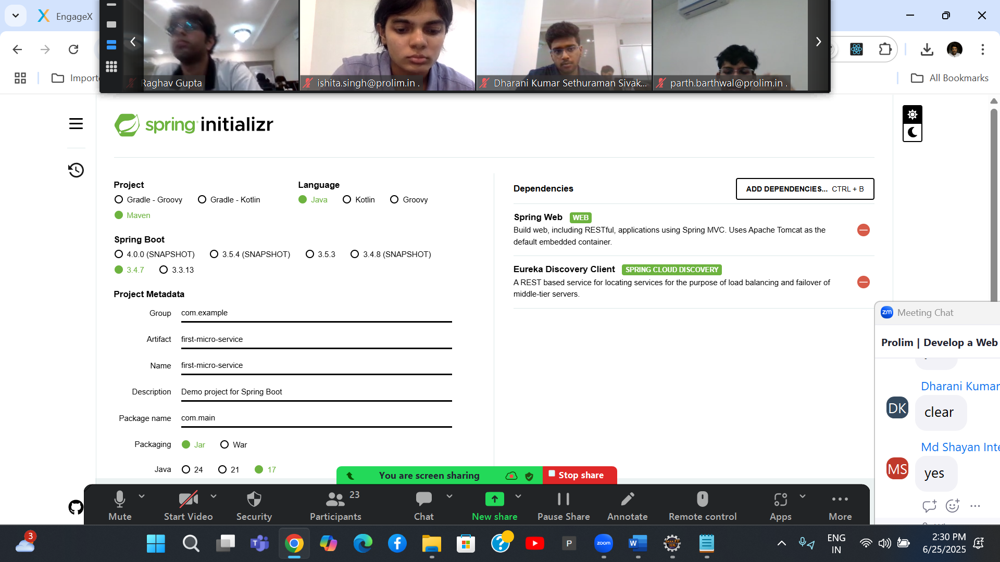 EngageX
Raghav Gupta
ishita.singh@prolim.in .
Dharani Kumar Sethuraman Sivak...
parth.barthwal@prolim.in .
All Bookmarks
spring initializr
Project
Gradle - Groovy
Gradle - Kotlin
Maven
Language
Java
Kotlin
Groovy
Spring Boot
4.0.0 (SNAPSHOT)
3.5.4 (SNAPSHOT)
3.5.3
3.4.8 (SNAPSHOT)
3.4.7
3.3.13
Project Metadata
Group com.example
Artifact first-micro-service
Name first-micro-service
Description Demo project for Spring Boot
Package name com.main
Packaging Jar War
Java 24 21 17
Dependencies
ADD DEPENDENCIES... CTRL + B
Spring Web WEB
Build web, including RESTful, applications using Spring MVC. Uses Apache Tomcat as the
default embedded container.
Eureka Discovery Client SPRING CLOUD DISCOVERY
A REST based service for locating services for the purpose of load balancing and failover of
middle-tier servers.
zm Meeting Chat
Prolim | Develop a Web
Dharani Kumar
DK
clear
Md Shayan Inte
MS
yes
You are screen sharing
Stop share
Mute
Start Video
Security
Participants
23
Chat
New share
Pause Share
Annotate
Remote control
Apps
More
3
P
zoom
ENG
IN
2:30 PM
6/25/2025